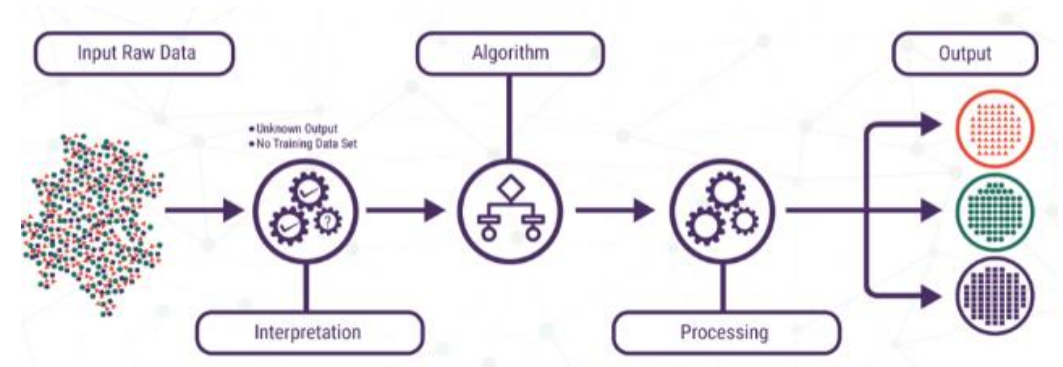 Input Raw Data
Algorithm
Output
• Unknown Output
• No Training Data Set
?
Interpretation
Processing